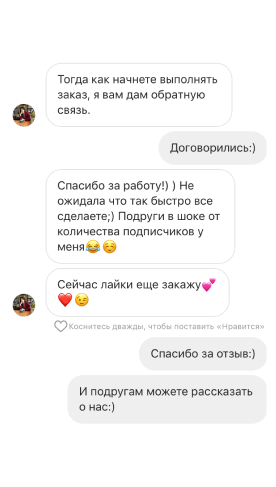 Тогда как начнете выполнять
заказ, я вам дам обратную
связь.
Договорились:)
Спасибо за работу!) ) Не
ожидала что так быстро все
сделаете;) Подруги в шоке от
количества подписчиков у
меня😂☺️
Сейчас лайки еще закажу💞
❤️😉
Коснитесь дважды, чтобы поставить «Нравится»
Спасибо за отзыв:)
И подругам можете рассказать
о нас:)